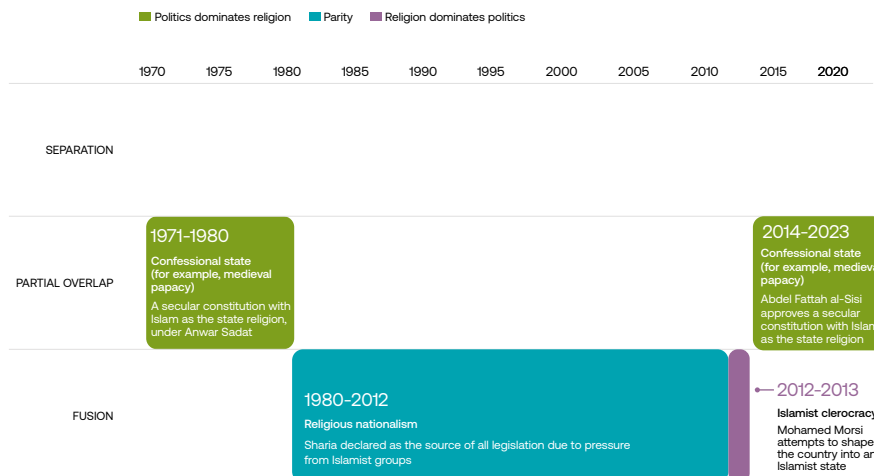 Politics dominates religion
Parity
Religion dominates politics
1970 1975 1980 1985 1990 1995 2000 2005 2010 2015 2020
SEPARATION
PARTIAL OVERLAP
1971-1980
Confessional state
(for example, medieval
papacy)
A secular constitution with
Islam as the state religion,
under Anwar Sadat
2014-2023
Confessional state
(for example,
papacy)
Abdel Fattah al-Sisi
approves a secular
constitution with
as the state religion
FUSION
1980-2012
Religious nationalism
Sharia declared as the source of all legislation due to pressure
from Islamist groups
2012-2013
Islamist clerocracy
Mohamed Morsi
attempts to shape
the country into an
Islamist state